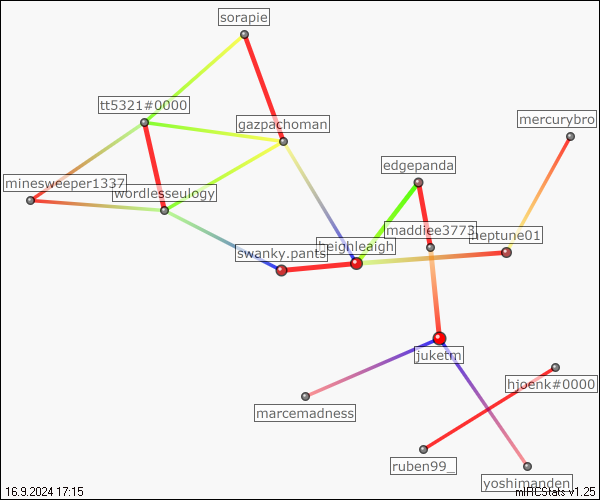 sorapie
tt5321#0000
gazpachoman
mercurybro
edgepanda
minesweeper1337
wordlesseulogy
maddiee3773
neptune01
swanky.pants
heighleaigh
juketm
hjoenk#0000
marcemadness
ruben99_
yoshimanden
16.9.2024 17:15
mIRCStats v1.25